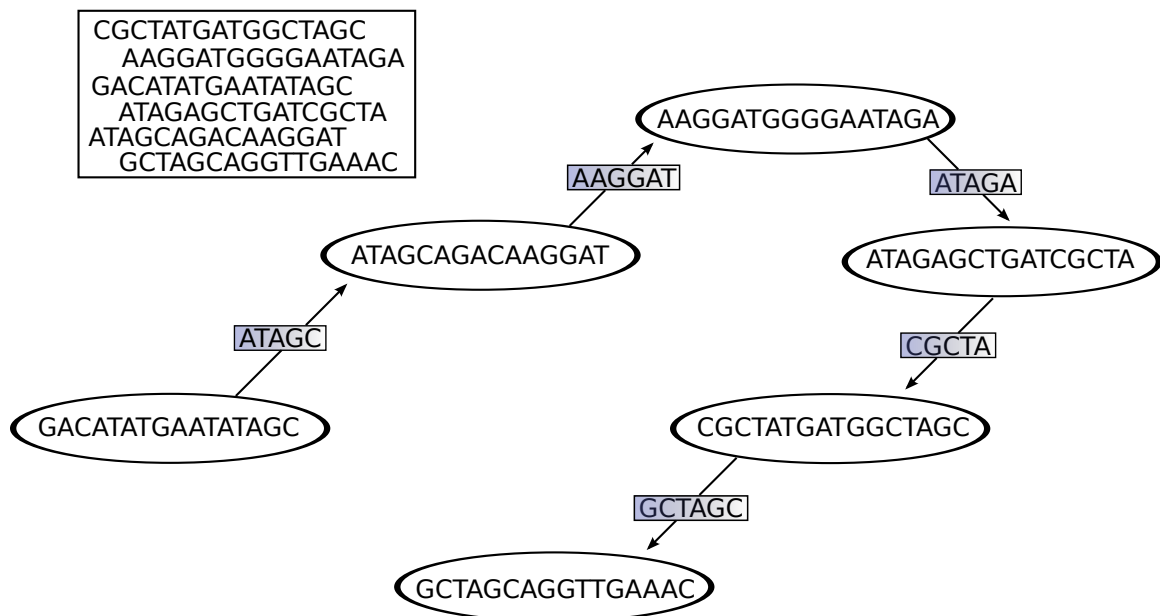 CGCTATGATGGCTAGC
AAGGATGGGGAATAGA
GACATATGAATATAGC
ATAGAGCTGATCGCTA
ATAGCAGACAAGGAT
GCTAGCAGGTTGAAAC
AAGGATGGGGAATAGA
AAGGAT
ATAGA
ATAGCAGACAAGGAT
ATAGAGCTGATCGCTA
ATAGC
CGCTA
GACATATGAATATAGC
CGCTATGATGGCTAGC
GCTAGC
GCTAGCAGGTTGAAAC